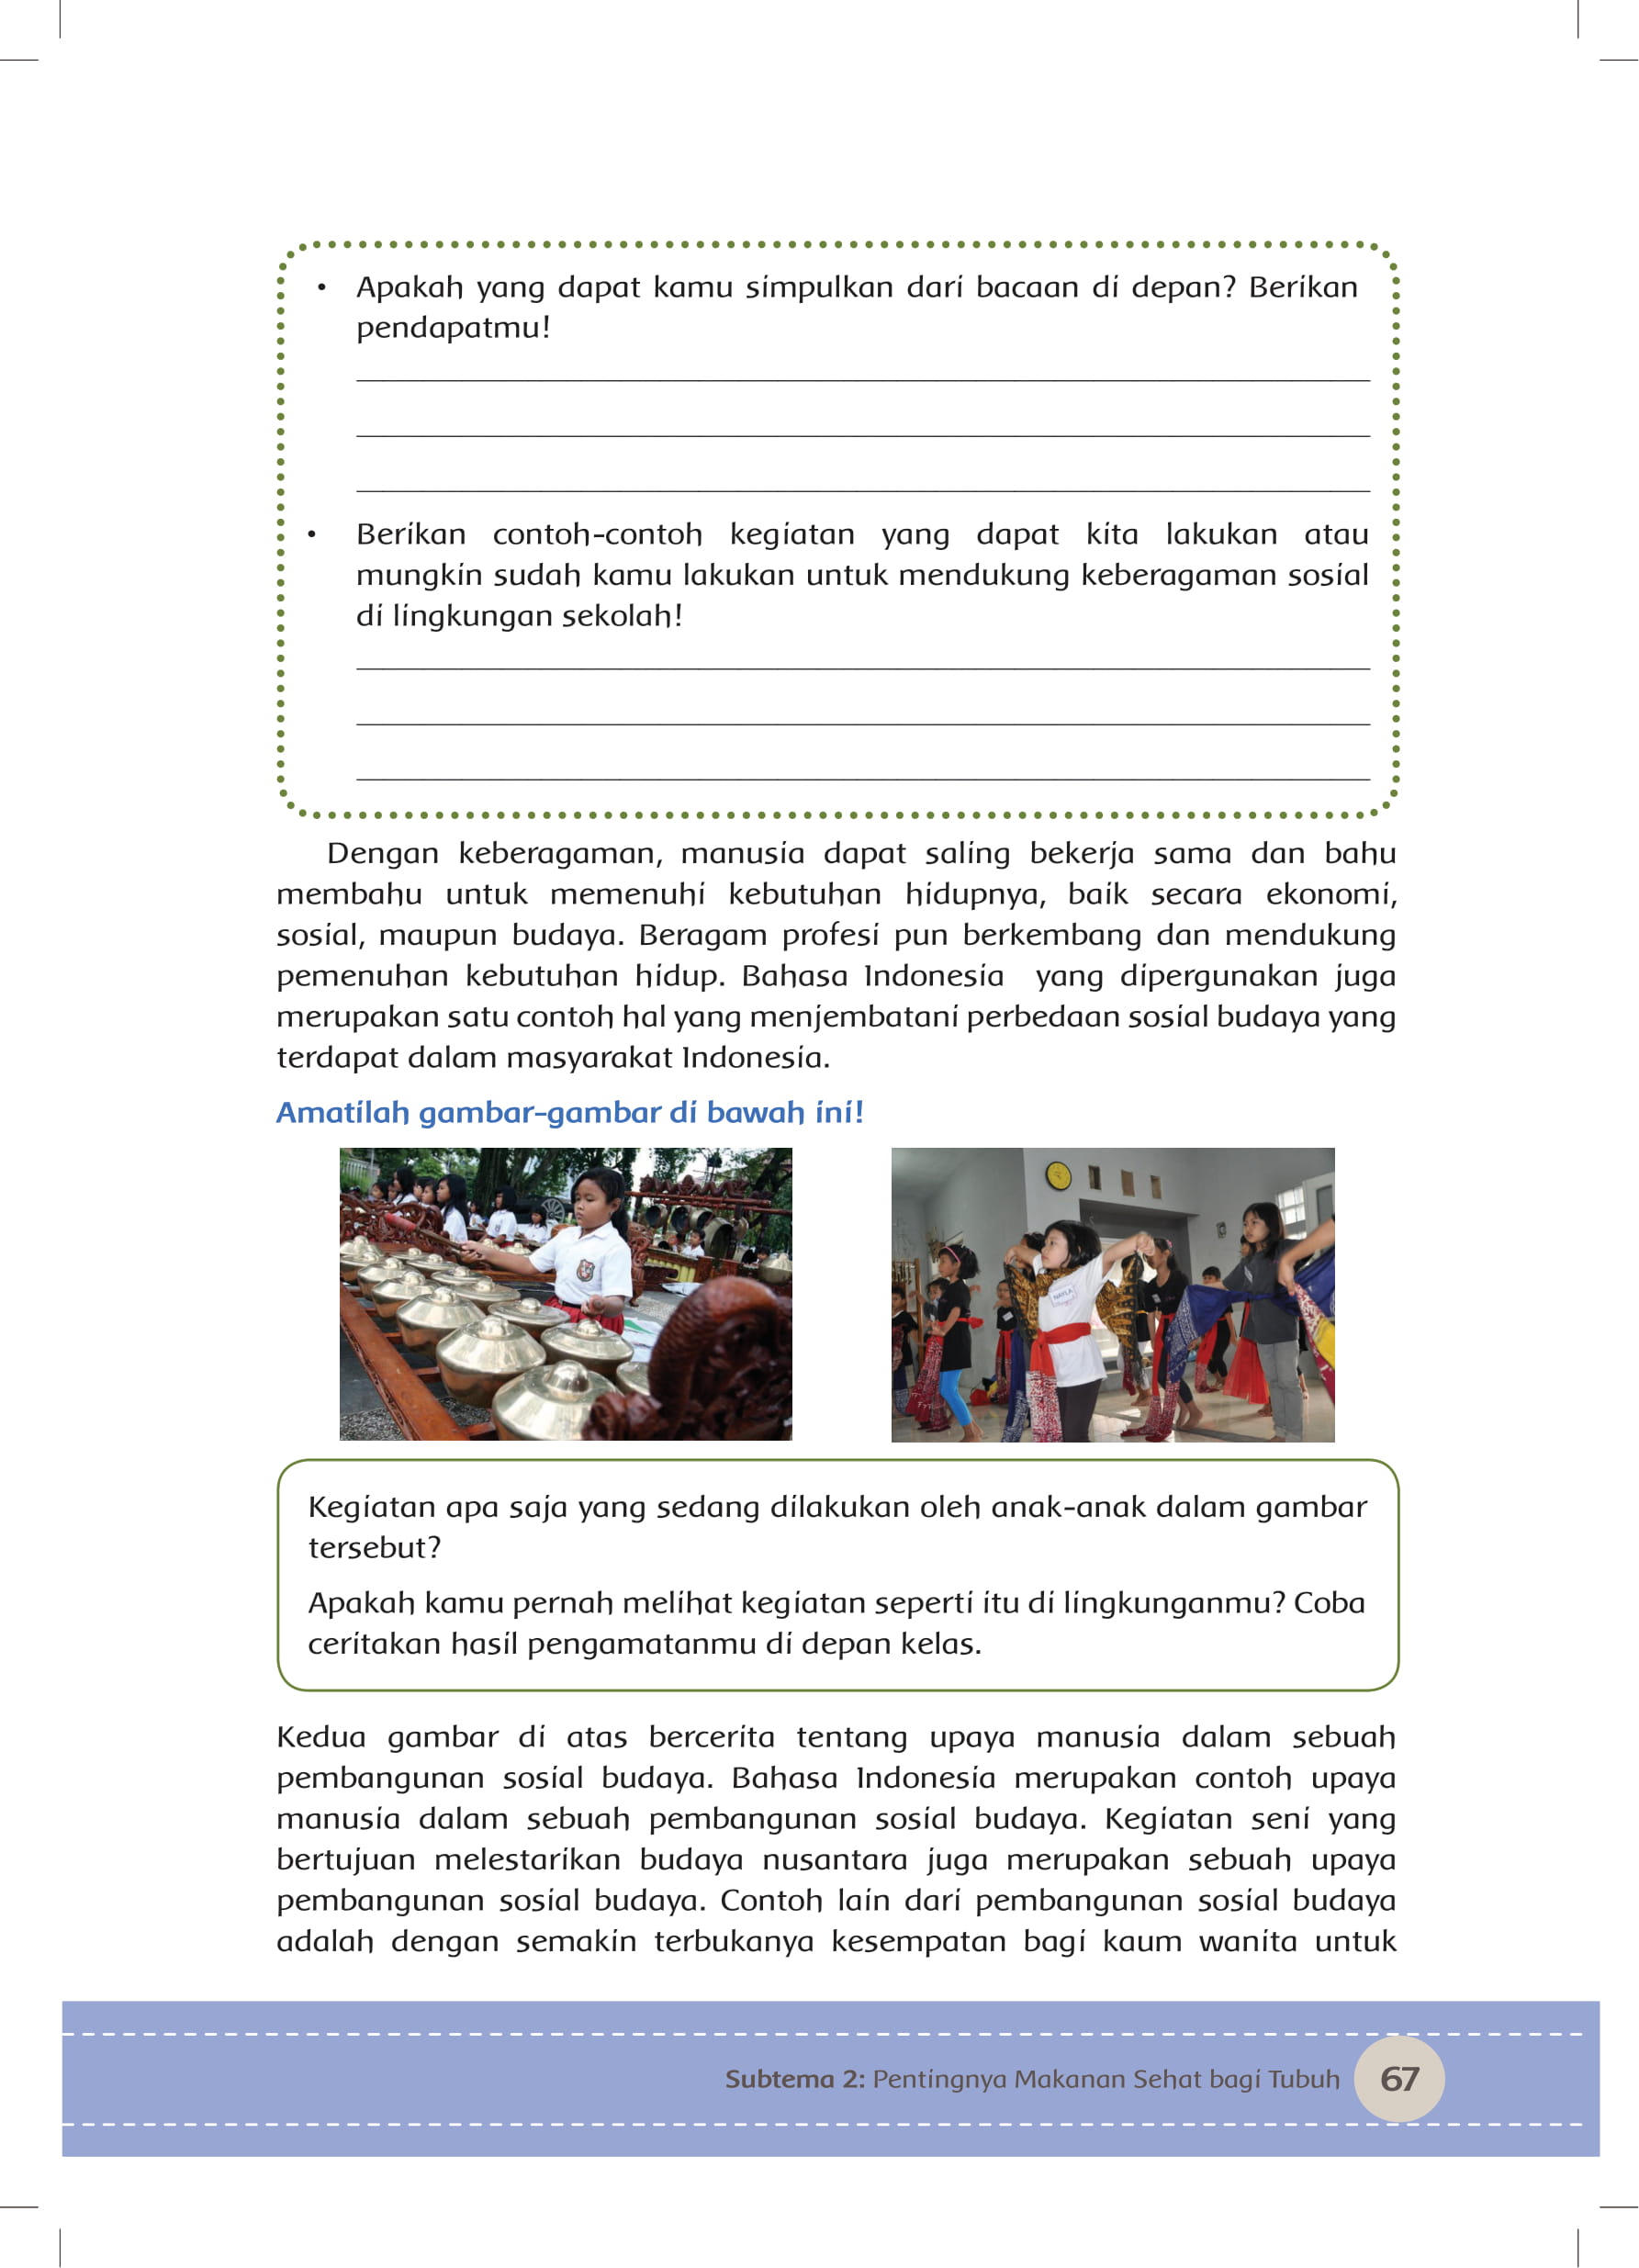 • Apakah yang dapat kamu simpulkan dari bacaan di depan? Berikan
pendapatmu!
• Berikan contoh-contoh kegiatan yang dapat kita lakukan atau
mungkin sudah kamu lakukan untuk mendukung keberagaman sosial
di lingkungan sekolah!
Dengan keberagaman, manusia dapat saling bekerja sama dan bahu
membahu untuk memenuhi kebutuhan hidupnya, baik secara ekonomi,
sosial, maupun budaya. Beragam profesi pun berkembang dan mendukung
pemenuhan kebutuhan hidup. Bahasa Indonesia yang dipergunakan juga
merupakan satu contoh hal yang menjembatani perbedaan sosial budaya yang
terdapat dalam masyarakat Indonesia.
Amatilah gambar-gambar di bawah ini!
NAYLA
Kegiatan apa saja yang sedang dilakukan oleh anak-anak dalam gambar
tersebut?
Apakah kamu pernah melihat kegiatan seperti itu di lingkunganmu? Coba
ceritakan hasil pengamatanmu di depan kelas.
Kedua gambar di atas bercerita tentang upaya manusia dalam sebuah
pembangunan sosial budaya. Bahasa Indonesia merupakan contoh upaya
manusia dalam sebuah pembangunan sosial budaya. Kegiatan seni yang
bertujuan melestarikan budaya nusantara juga merupakan sebuah upaya
pembangunan sosial budaya. Contoh lain dari pembangunan sosial budaya
adalah dengan semakin terbukanya kesempatan bagi kaum wanita untuk
Subtema 2: Pentingnya Makanan Sehat bagi Tubuh 67